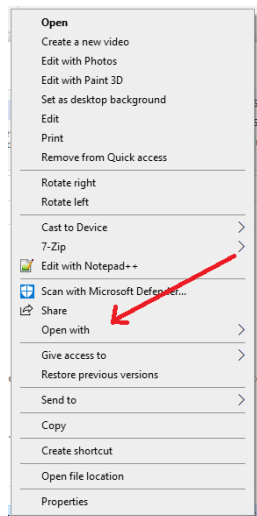 Open
Create a new video
Edit with Photos
Edit with Paint 3D
Set as desktop background
Edit
Print
Remove from Quick access
Rotate right
Rotate left
Cast to Device
7-Zip
Edit with Notepad++
Scan with Microsoft Defender...
Share
Open with
Give access to
Restore previous versions
Send to
Copy
Create shortcut
Open file location
Properties